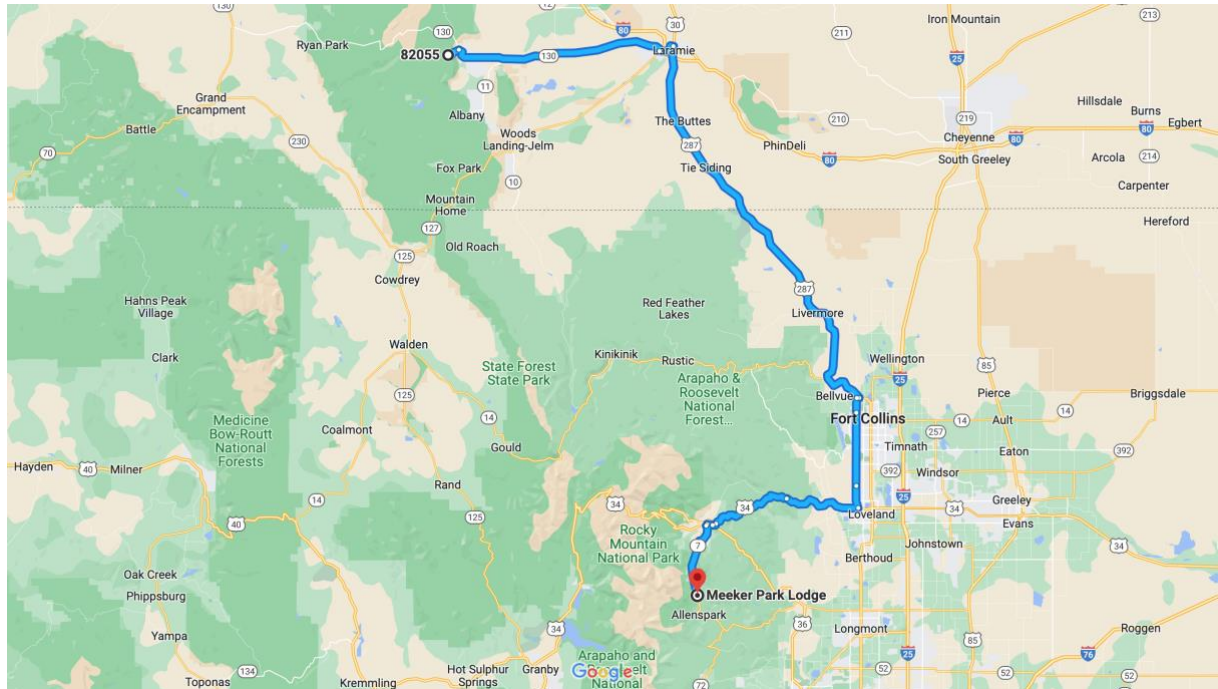 130
12
213
Ryan Park
130
80
30
211
Iron Mountain
82055
130
Laramie
25
11
Grand
Encampment
Albany
Hillsdale
Burns
Battle
The Buttes
210
219
80
Egbert
230
Woods
Landing-Jelm
287
Cheyenne
80
70
PhinDeli
80
South Greeley
Arcola
214
Fox Park
Tie Siding
10
Carpenter
Mountain
Home
127
Hereford
Old Roach
125
Cowdrey
287
Hahns Peak
Village
Red Feather
Lakes
Livermore
Walden
Clark
Kinikinik
Rustic
Wellington
25
85
State Forest
State Park
Arapaho &
Roosevelt
National
Forest...
Pierce
Briggsdale
125
Bellvue
14
14
Medicine
Bow-Routt
National
Forests
14
Fort Collins
Ault
Coalmont
Gould
257
Timnath
Eaton
392
Hayden
40
Milner
392
Windsor
Rand
14
25
Greeley
34
34
Loveland
34
Evans
125
Rocky
Mountain
National Park
40
7
Johnstown
34
Berthoud
Oak Creek
Meeker Park Lodge
Phippsburg
Allenspark
36
85
Yampa
34
Longmont
Roggen
Arapaho and
Roosevelt
National
25
76
134
Hot Sulphur
Springs
Granby
Google
52
52
Toponas
Kremmling
72